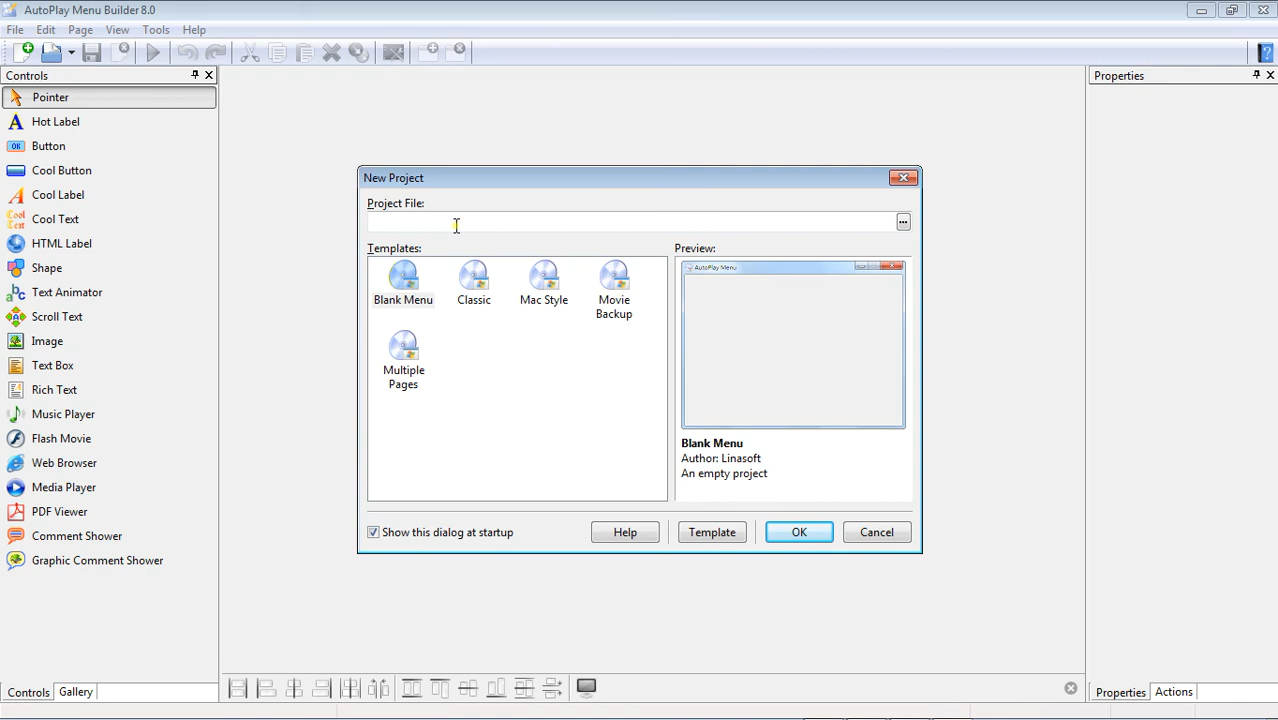 AutoPlay Menu Builder 8.0
File Edit Page View Tools Help
Controls
Properties
Pointer
Hot Label
Button
Cool Button
Cool Label
Cool Text
HTML Label
Shape
Text Animator
Scroll Text
Image
Text Box
Rich Text
Music Player
Flash Movie
Web Browser
Media Player
PDF Viewer
Comment Shower
Graphic Comment Shower
New Project
Project File:
Templates:
Preview:
Blank Menu
Classic
Mac Style
Movie
Backup
Multiple
Pages
AutoPlay Menu
Blank Menu
Author: Linasoft
An empty project
Show this dialog at startup
Help
Template
OK
Cancel
Controls Gallery
Properties Actions